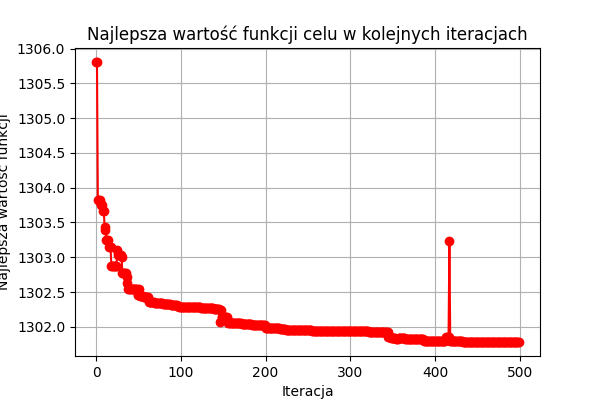 Najlepsza wartość funkcji celu w kolejnych iteracjach
Najlepsza wartość funkcji
1306.0
1305.5
1305.0
1304.5
1304.0
1303.5
1303.0
1302.5
1302.0
0 100 200 300 400 500
Iteracja